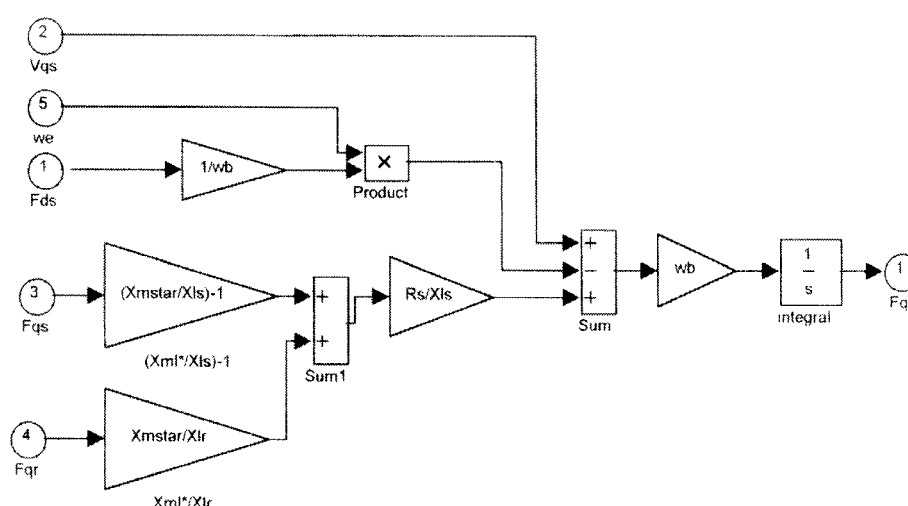 2
Vqs
5
we
1
Fds
1/wb
×
Product
3
Fqs
(Xmstar/Xls)-1
(Xml*/Xls)-1
+
+
Sum1
Rs/Xls
+
−
+
Sum
wb
1
s
integral
1
Fq
4
Fqr
Xmstar/Xlr
Xml*/Xlr